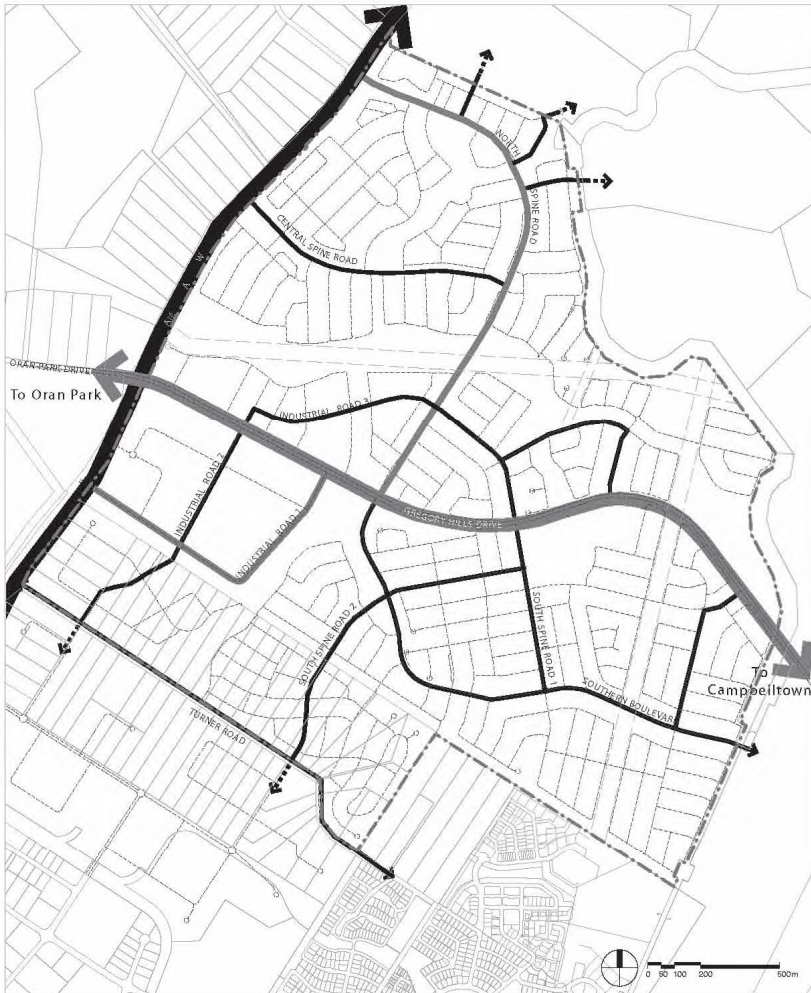 NORTH
SPINE ROAD
CENTRAL SPINE ROAD
WAY
ORAN PARK DRIVE
To Oran Park
INDUSTRIAL ROAD 3
INDUSTRIAL ROAD 2
INDUSTRIAL ROAD 1
GREGORY HILLS DRIVE
SOUTH SPINE ROAD 2
SOUTH SPINE ROAD 1
SOUTHERN BOULEVARD
To
Campbelltown
TURNER ROAD
0 50 100 200 500m